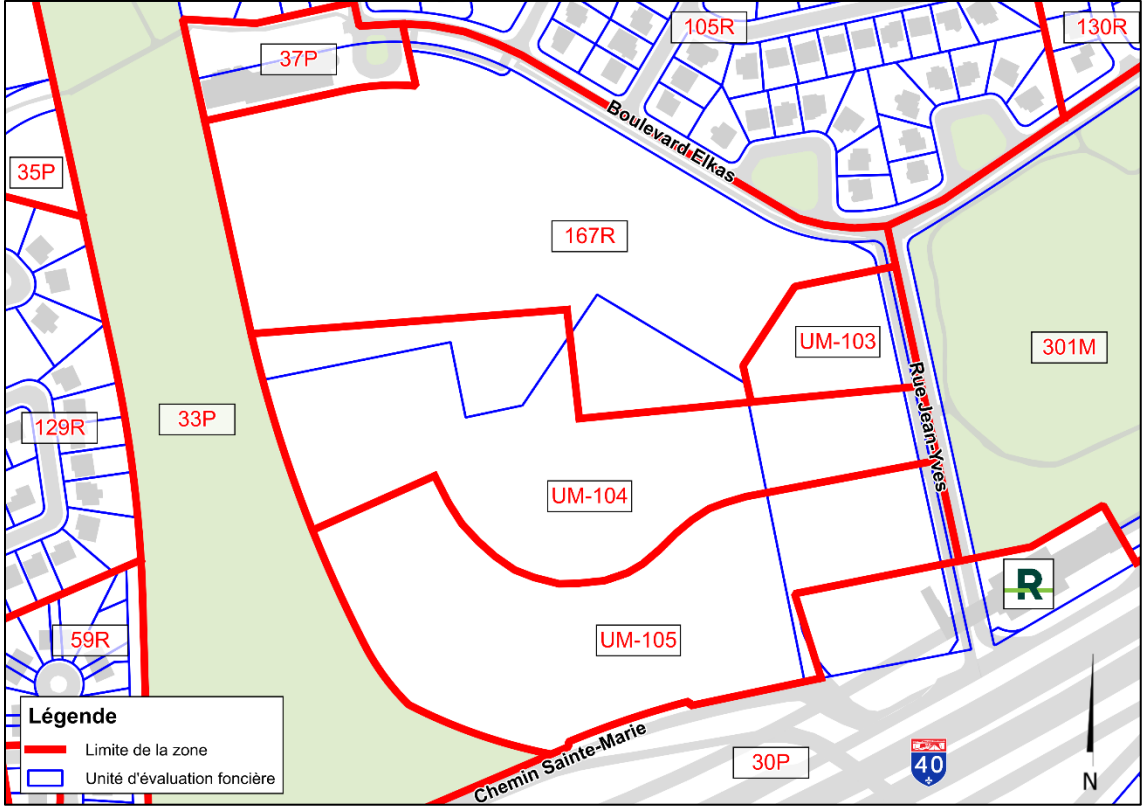 105R
130R
37P
Boulevard Elkas
35P
167R
UM-103
301M
Rue Jean-Yves
33P
129R
UM-104
R
59R
UM-105
Légende
Limite de la zone
Unité d'évaluation foncière
Chemin Sainte-Marie
30P
40
N